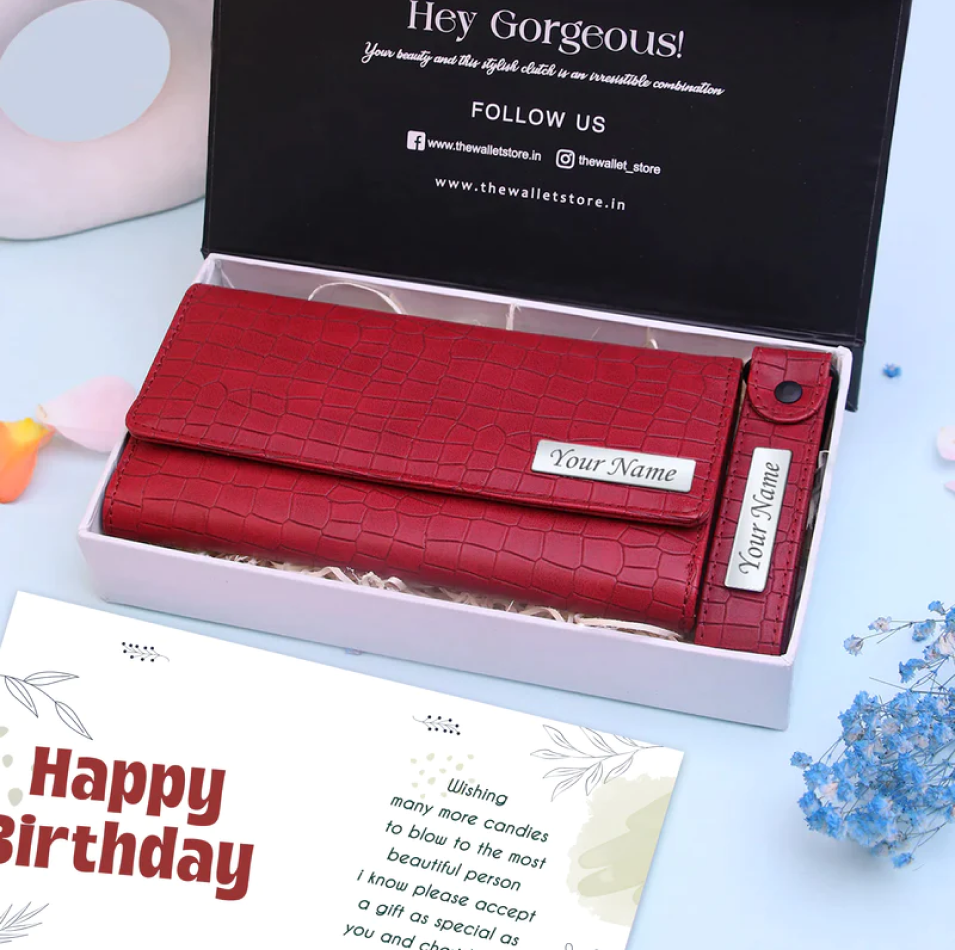 Hey Gorgeous!
Your beauty and this stylish clutch is an irresistible combination
FOLLOW US
www.thewalletstore.in thewallet_store
www.thewalletstore.in
Your Name
Your Name
Happy
Birthday
Wishing
many more candies
to blow to the most
beautiful person
i know please accept
a gift as special as
you and